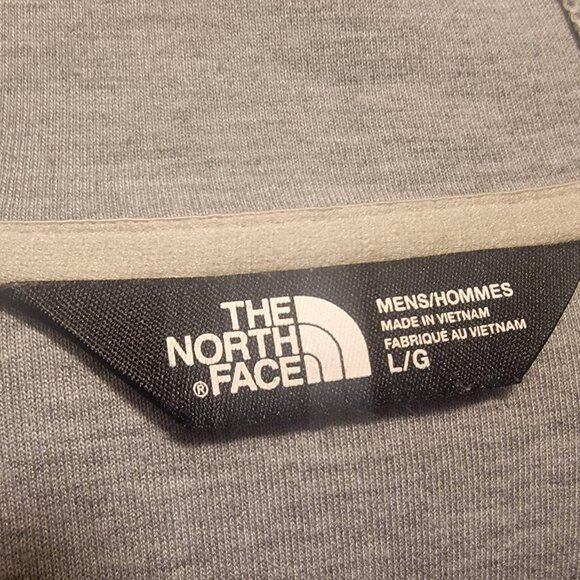 THE
NORTH
® FACE
MENS/HOMMES
MADE IN VIETNAM
FABRIQUÉ AU VIETNAM
L/G